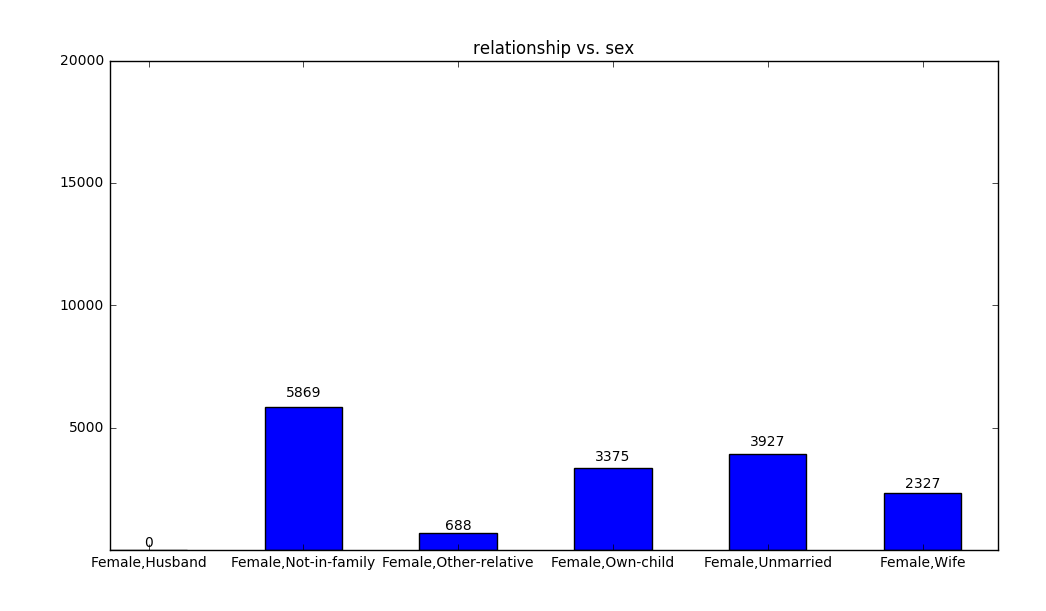 relationship vs. sex
20000
15000
10000
5000
0
5869
688
3375
3927
2327
Female,Husband
Female,Not-in-family
Female,Other-relative
Female,Own-child
Female,Unmarried
Female,Wife